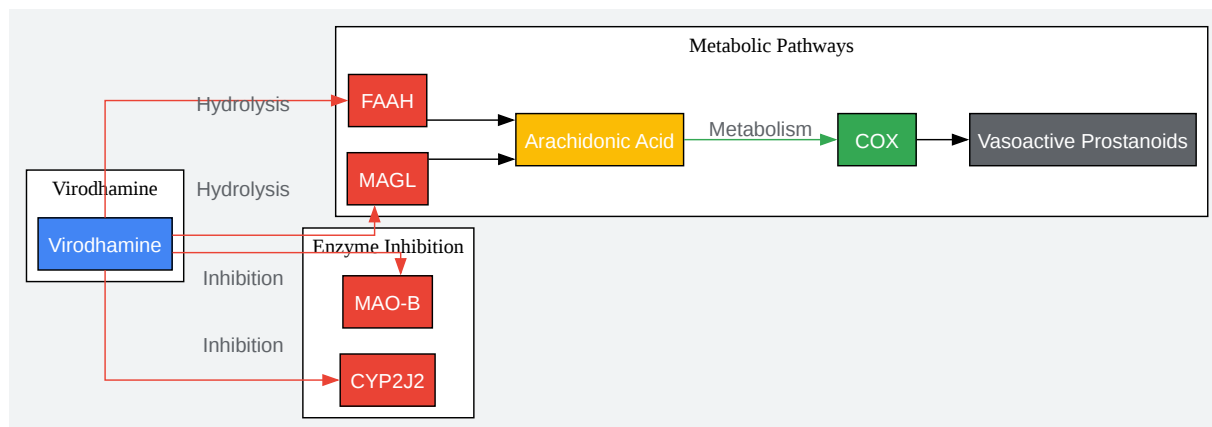 Metabolic Pathways
Hydrolysis
FAAH
Arachidonic Acid
Metabolism
COX
Vasoactive Prostanoids
MAGL
Virodhamine
Hydrolysis
Virodhamine
Enzyme Inhibition
Inhibition
MAO-B
Inhibition
CYP2J2